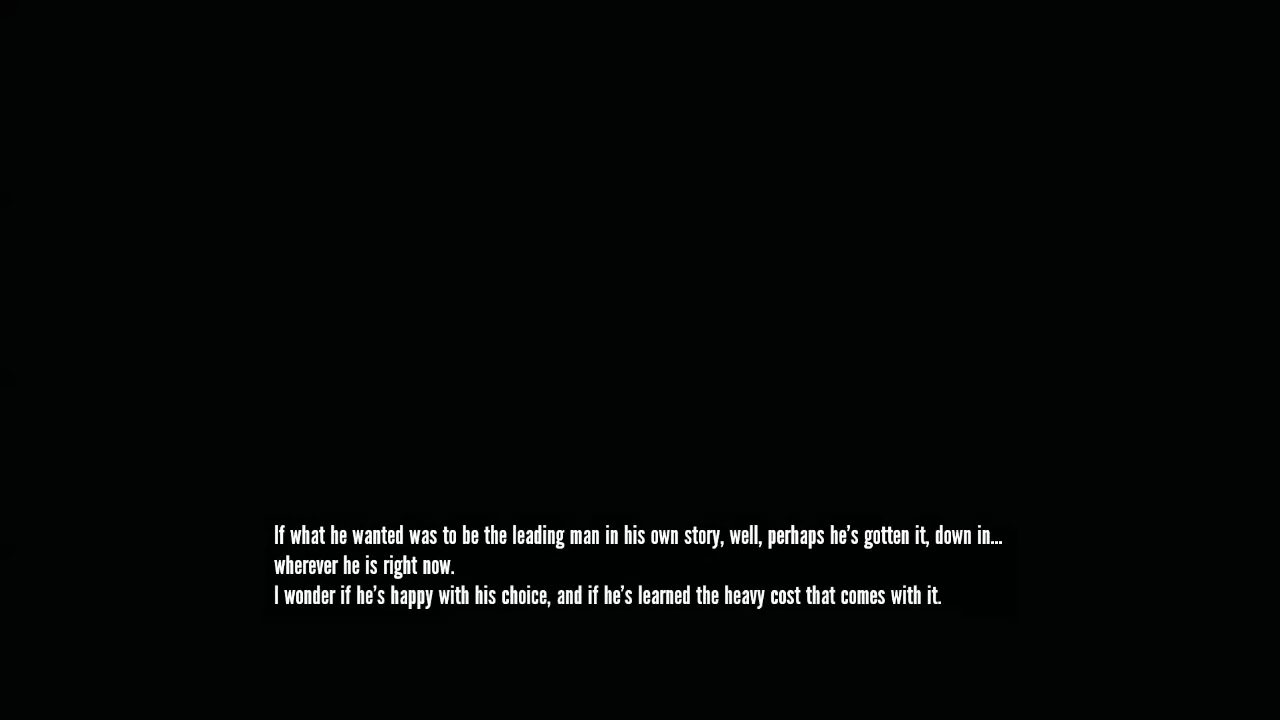 If what he wanted was to be the leading man in his own story, well, perhaps he's gotten it, down in...
wherever he is right now.
I wonder if he's happy with his choice, and if he's learned the heavy cost that comes with it.